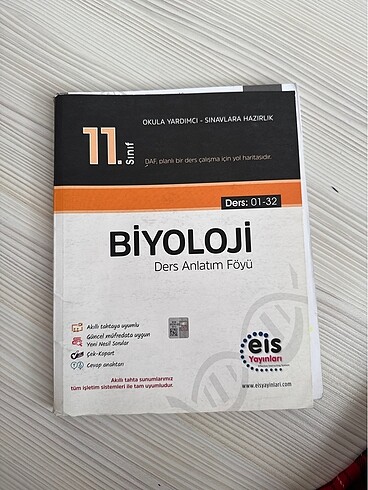 OKULA YARDIMCI - SINAVLARA HAZIRLIK
11.
Sınıf
DAF, planlı bir ders çalışma için yol haritasıdır.
Ders: 01-32
BİYOLOJİ
Ders Anlatım Föyü
Akıllı tahtaya uyumlu
Güncel müfredata uygun
Yeni Nesil Sorular
Çek-Kopart
Cevap anahtarı
Akıllı tahta sunumlarımız
tüm işletim sistemleri ile tam uyumludur.
eis
Yayınları
www.eisyayinlari.com